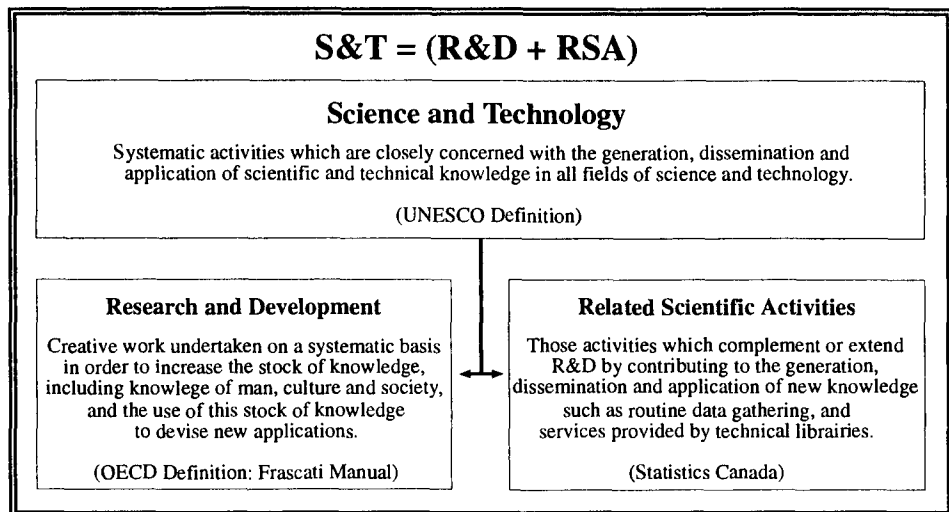 S&T = (R&D + RSA)
Science and Technology
Systematic activities which are closely concerned with the generation, dissemination and
application of scientific and technical knowledge in all fields of science and technology.
(UNESCO Definition)
Research and Development
Creative work undertaken on a systematic basis
in order to increase the stock of knowledge,
including knowlege of man, culture and society,
and the use of this stock of knowledge
to devise new applications.
(OECD Definition: Frascati Manual)
Related Scientific Activities
Those activities which complement or extend
R&D by contributing to the generation,
dissemination and application of new knowledge
such as routine data gathering, and
services provided by technical librairies.
(Statistics Canada)